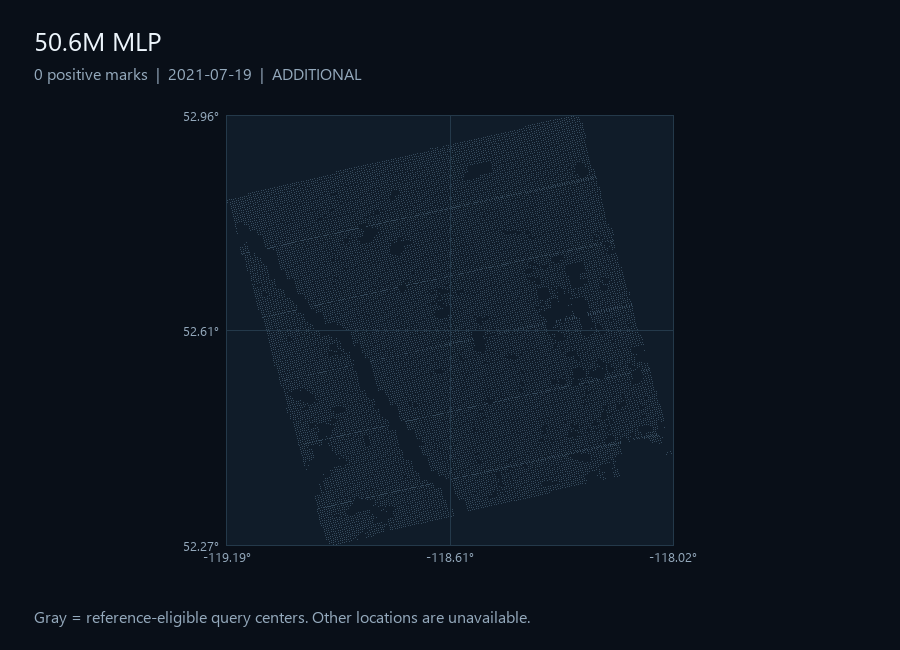 50.6M MLP
0 positive marks | 2021-07-19 | ADDITIONAL
52.96°
52.61°
52.27°
-119.19°
-118.61°
-118.02°
Gray = reference-eligible query centers. Other locations are unavailable.